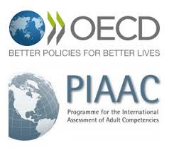 OECD
BETTER POLICIES FOR BETTER LIVES
PIAAC
Programme for the International
Assessment of Adult Competencies